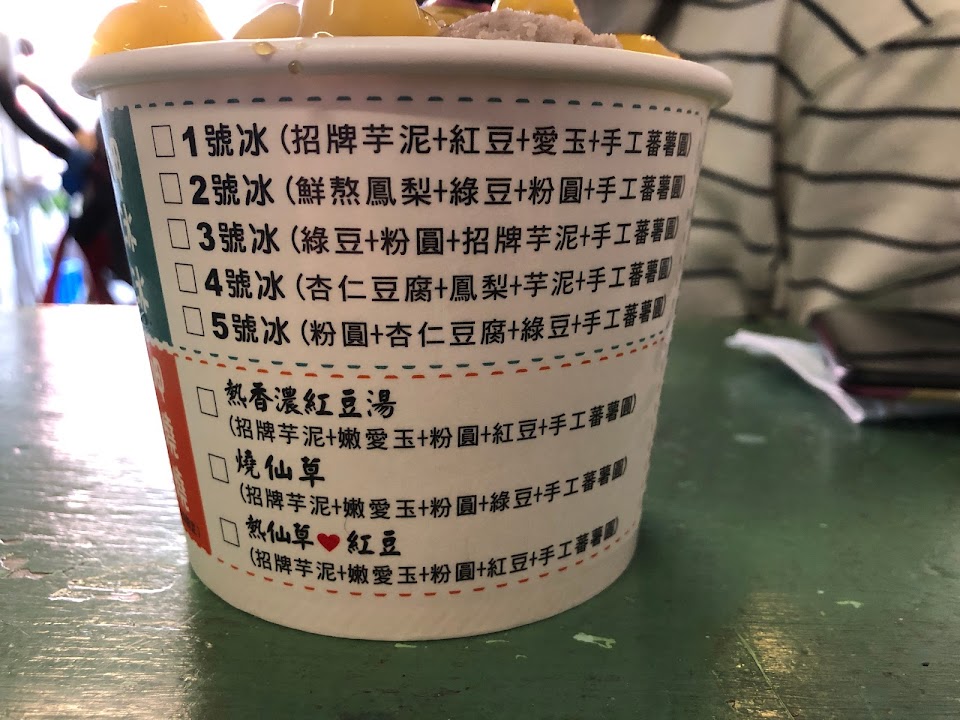 □1號冰(招牌芋泥+紅豆+愛玉+手工蕃薯圓)
□2號冰(鮮熬鳳梨+綠豆+粉圓+手工蕃薯圓)
□3號冰(綠豆+粉圓+招牌芋泥+手工蕃薯圓)
□4號冰(杏仁豆腐+鳳梨+芋泥+手工蕃薯圓)
□5號冰(粉圓+杏仁豆腐+綠豆+手工蕃薯圓)
□熱香濃紅豆湯
(招牌芋泥+嫩愛玉+粉圓+紅豆+手工蕃薯圓)
□燒仙草
(招牌芋泥+嫩愛玉+粉圓+綠豆+手工蕃薯圓)
□熱仙草♥紅豆
(招牌芋泥+嫩愛玉+粉圓+紅豆+手工蕃薯圓)